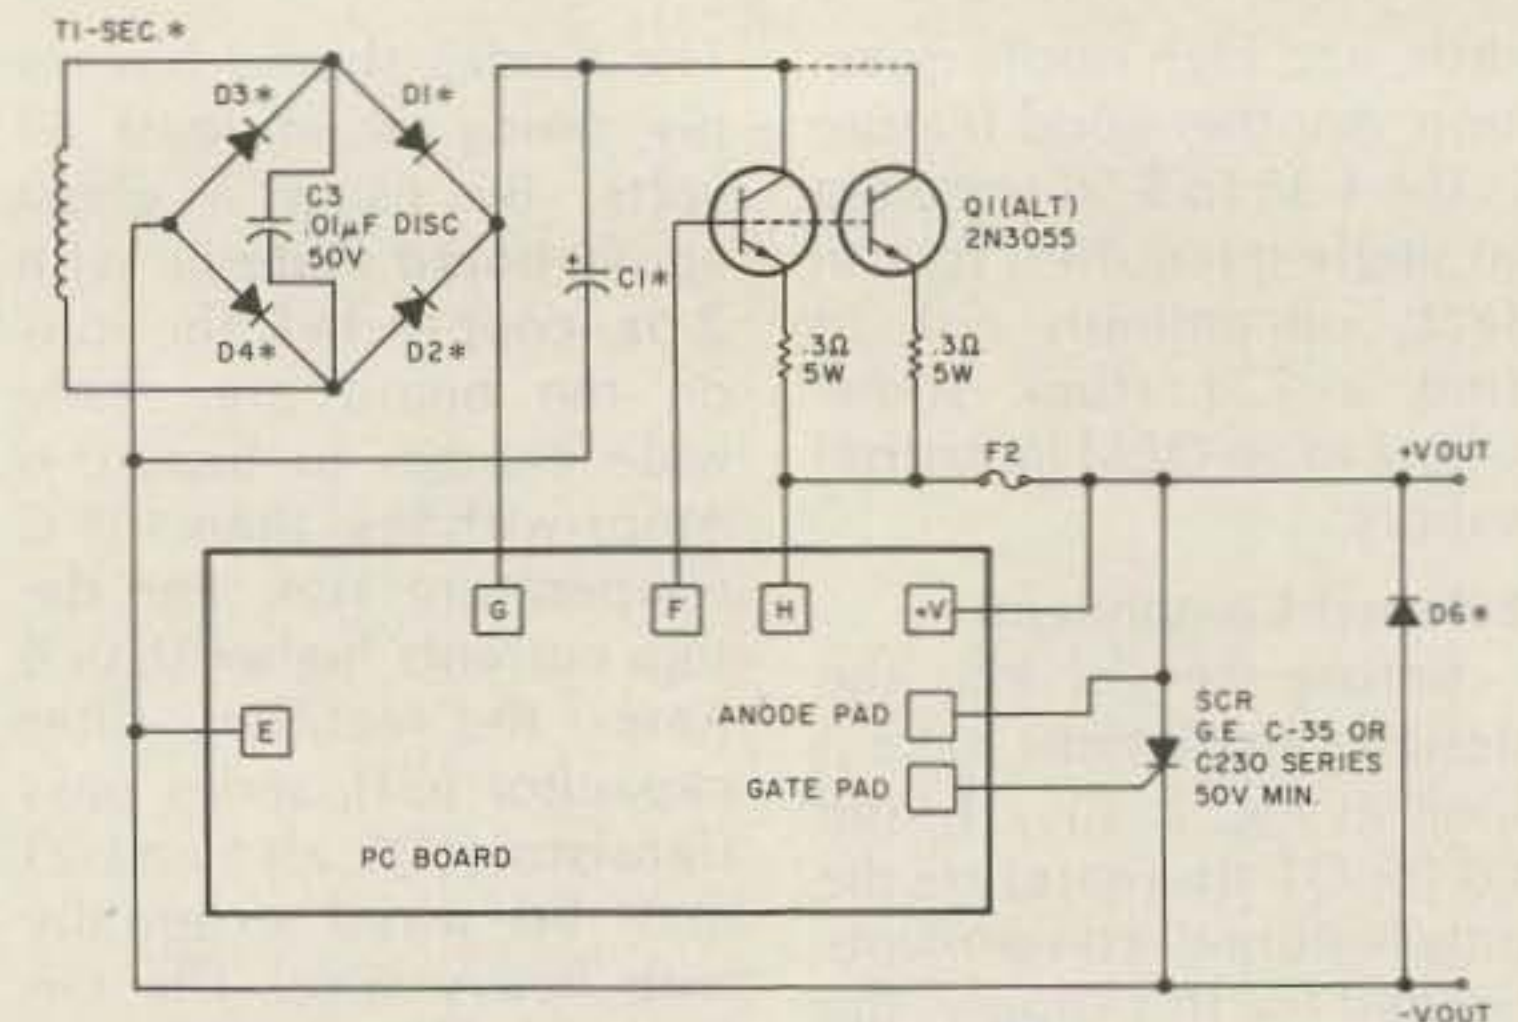 T1-SEC.*
D3*
D1*
C3
.01µF DISC
50V
D4*
D2*
C1*
Q1(ALT)
2N3055
.3Ω
5W
.3Ω
5W
F2
+VOUT
G
F
H
+V
D6*
ANODE PAD
SCR
G.E. C-35 OR
C230 SERIES
50V MIN.
E
GATE PAD
PC BOARD
-VOUT